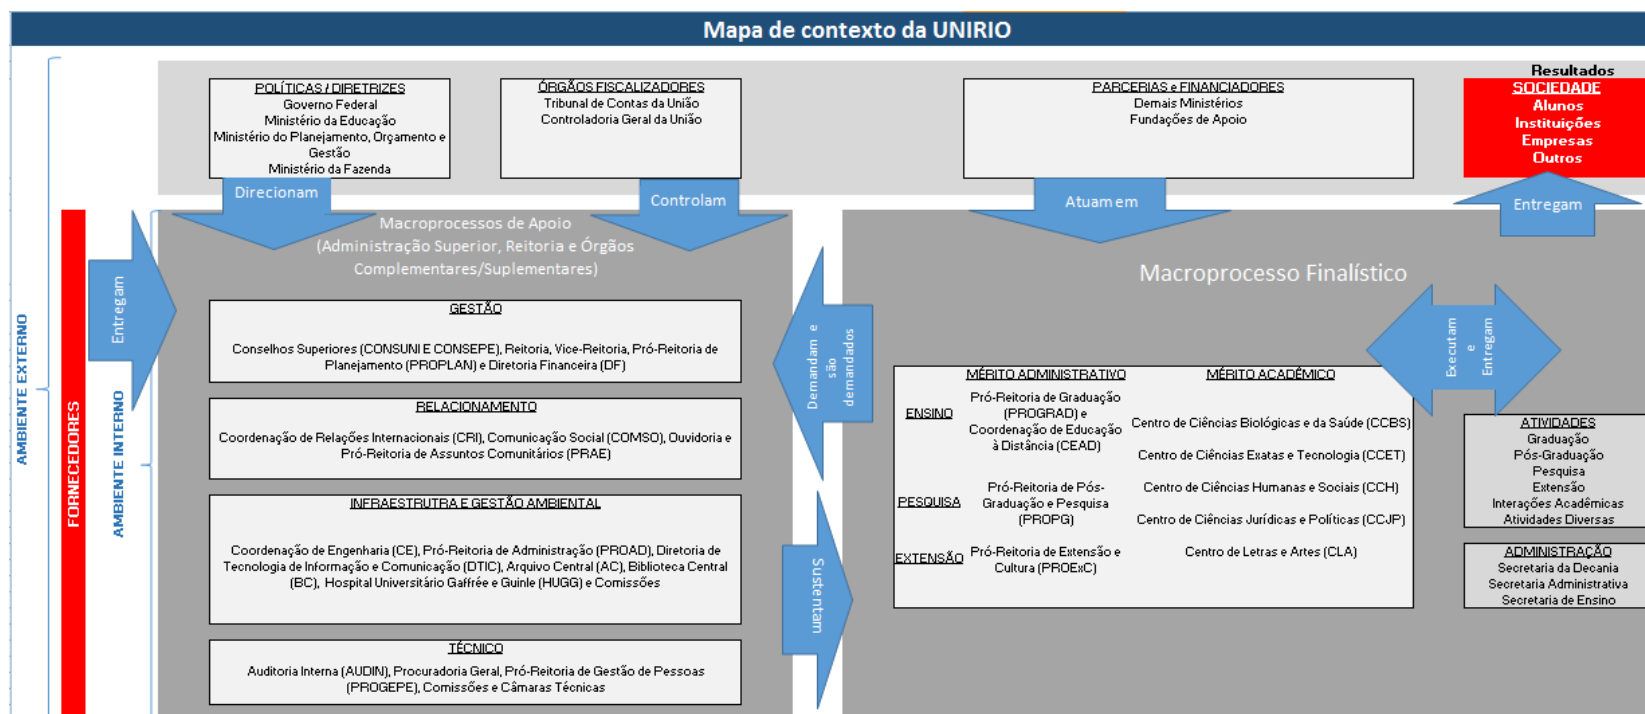 Mapa de contexto da UNIRIO
AMBIENTE EXTERNO
FORNECEDORES
AMBIENTE INTERNO
Entregam
POLÍTICAS / DIRETRIZES
Governo Federal
Ministério da Educação
Ministério do Planejamento, Orçamento e
Gestão
Ministério da Fazenda
ÓRGÃOS FISCALIZADORES
Tribunal de Contas da União
Controladoria Geral da União
PARCERIAS e FINANCIADORES
Demais Ministérios
Fundações de Apoio
Resultados
SOCIEDADE
Alunos
Instituições
Empresas
Outros
Direcionam
Controlam
Atuam em
Entregam
Macroprocessos de Apoio
(Administração Superior, Reitoria e Órgãos
Complementares/Suplementares)
GESTÃO
Conselhos Superiores (CONSUNI E CONSEPE), Reitoria, Vice-Reitoria, Pró-Reitoria de
Planejamento (PROPLAN) e Diretoria Financeira (DF)
RELACIONAMENTO
Coordenação de Relações Internacionais (CRI), Comunicação Social (COMSO), Ouvidoria e
Pró-Reitoria de Assuntos Comunitários (PRAE)
INFRAESTRUTRA E GESTÃO AMBIENTAL
Coordenação de Engenharia (CE), Pró-Reitoria de Administração (PROAD), Diretoria de
Tecnologia de Informação e Comunicação (DTIC), Arquivo Central (AC), Biblioteca Central
(BC), Hospital Universitário Gaffrée e Guinle (HUGG) e Comissões
TÉCNICO
Auditoria Interna (AUDIN), Procuradoria Geral, Pró-Reitoria de Gestão de Pessoas
(PROGEPE), Comissões e Câmaras Técnicas
Demandam e
são
demandados
Sustentam
Macroprocesso Finalístico
MÉRITO ADMINISTRATIVO
MÉRITO ACADÊMICO
ENSINO
Pró-Reitoria de Graduação
(PROGRAD) e
Coordenação de Educação
à Distância (CEAD)
PESQUISA
Pró-Reitoria de Pós-
Graduação e Pesquisa
(PROPG)
EXTENSÃO
Pró-Reitoria de Extensão e
Cultura (PROExC)
Centro de Ciências Biológicas e da Saúde (CCBS)
Centro de Ciências Exatas e Tecnologia (CCET)
Centro de Ciências Humanas e Sociais (CCH)
Centro de Ciências Jurídicas e Políticas (CCJP)
Centro de Letras e Artes (CLA)
Executam
e
Entregam
ATIVIDADES
Graduação
Pós-Graduação
Pesquisa
Extensão
Interações Acadêmicas
Atividades Diversas
ADMINISTRAÇÃO
Secretaria da Decania
Secretaria Administrativa
Secretaria de Ensino